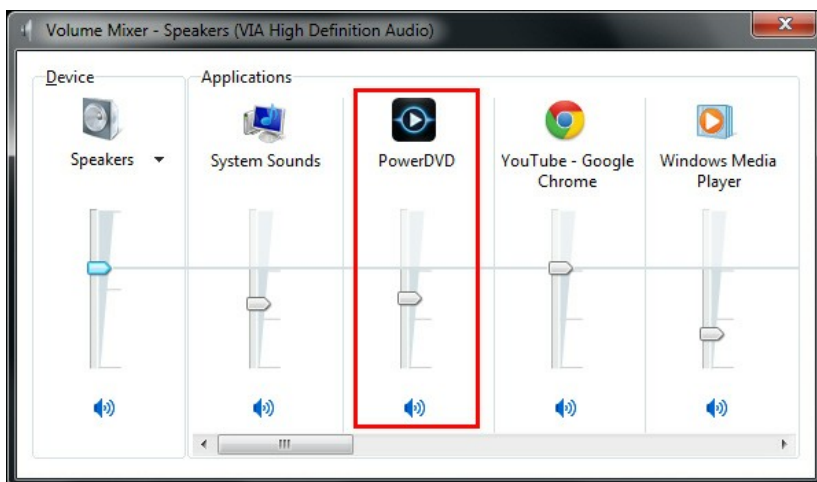 Volume Mixer - Speakers (VIA High Definition Audio)
Device
Applications
Speakers
System Sounds
PowerDVD
YouTube - Google
Chrome
Windows Media
Player